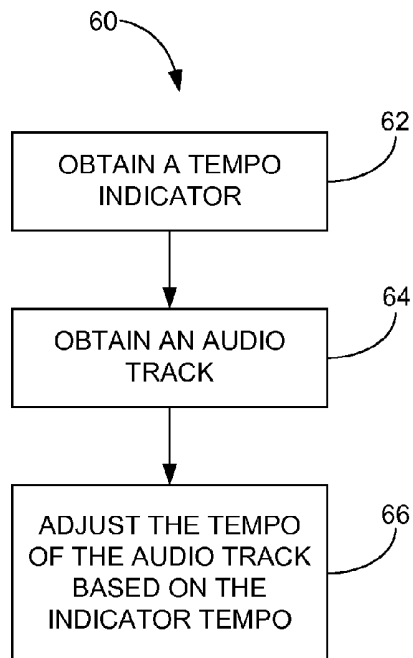 60
62
OBTAIN A TEMPO
INDICATOR
64
OBTAIN AN AUDIO
TRACK
66
ADJUST THE TEMPO
OF THE AUDIO TRACK
BASED ON THE
INDICATOR TEMPO